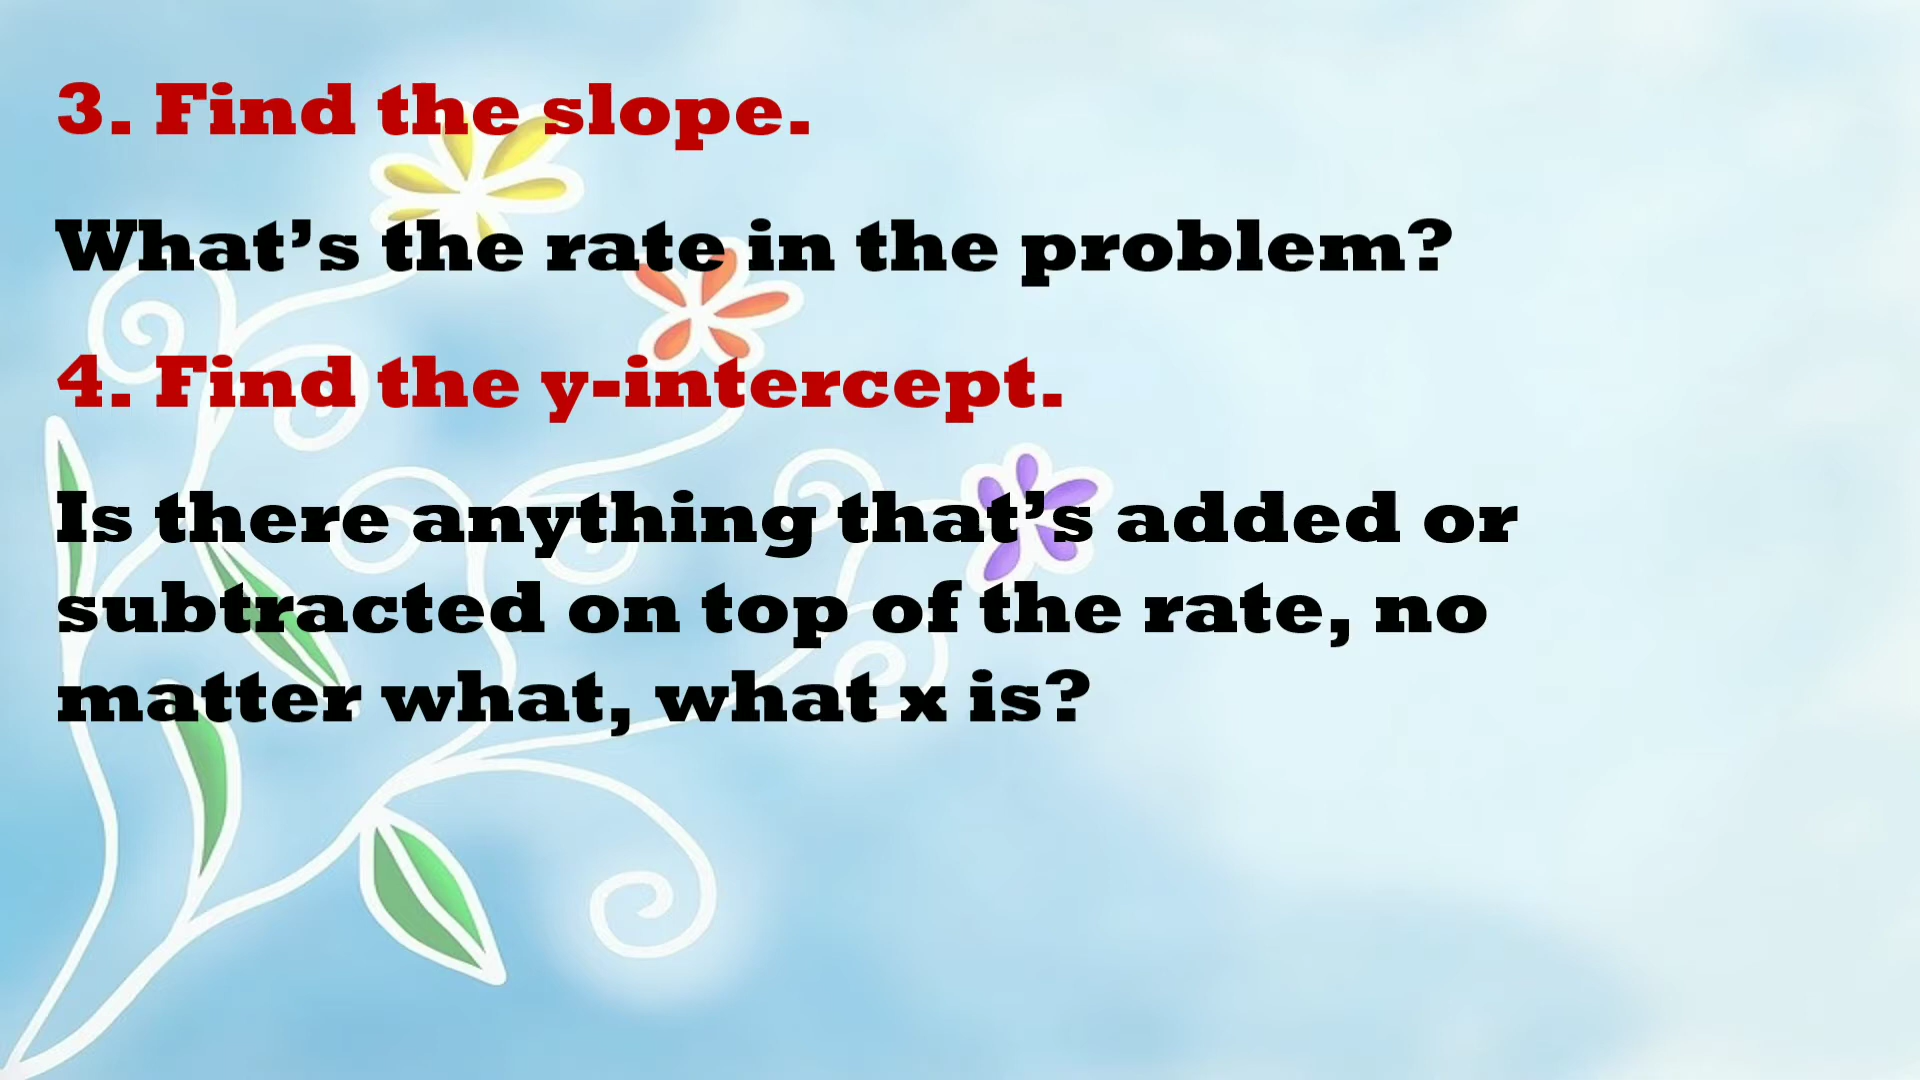 3. Find the slope.
What’s the rate in the problem?
4. Find the y-intercept.
Is there anything that’s added or
subtracted on top of the rate, no
matter what, what x is?